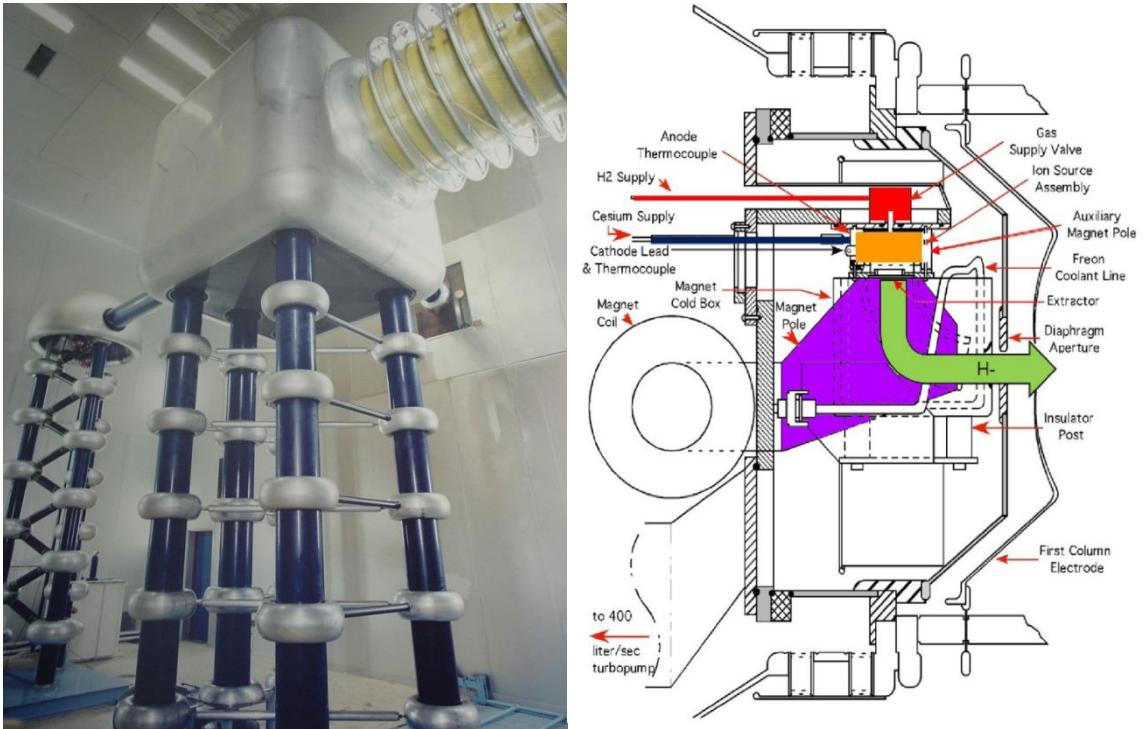 Anode
Thermocouple
H2 Supply
Cesium Supply
Cathode Lead
& Thermocouple
Magnet
Coil
Magnet
Cold Box
Magnet
Pole
Gas
Supply Valve
Ion Source
Assembly
Auxiliary
Magnet Pole
Freon
Coolant Line
Extractor
Diaphragm
Aperture
H-
Insulator
Post
First Column
Electrode
to 400
liter/sec
turbopump